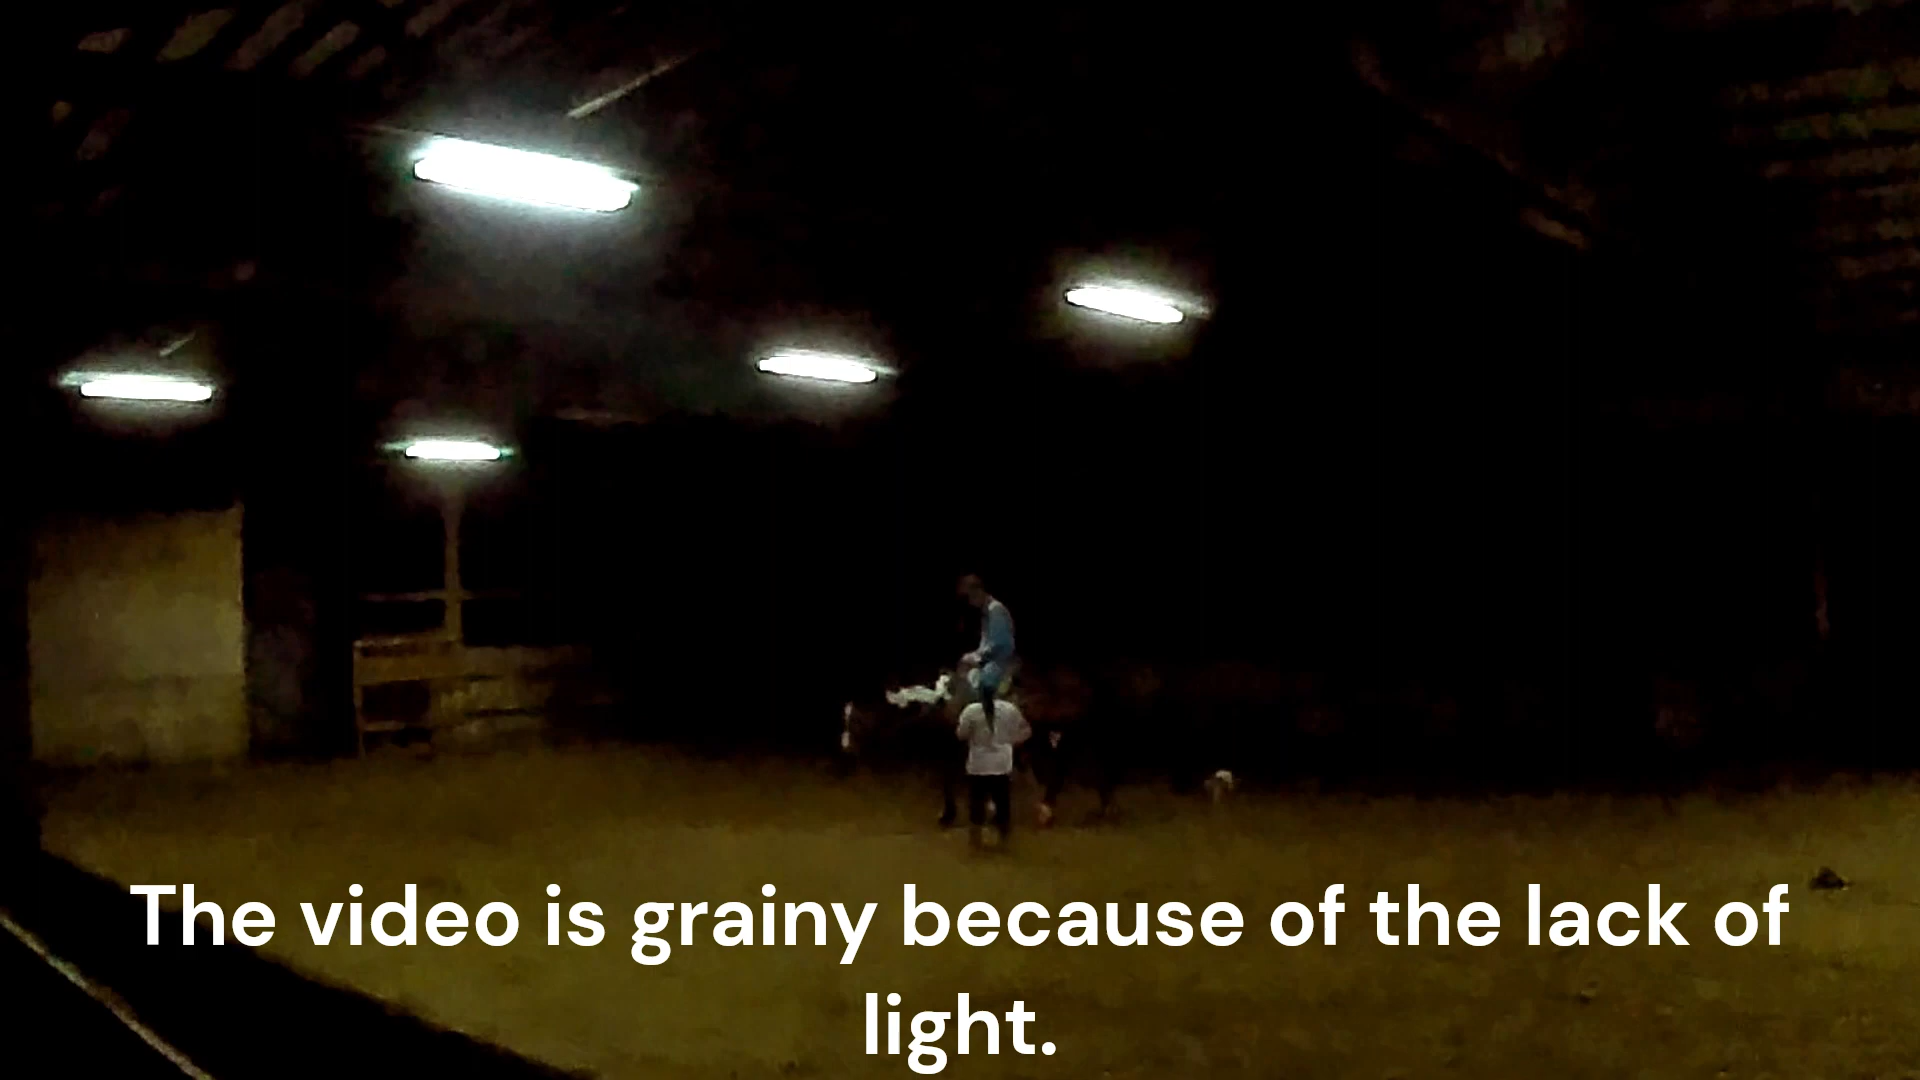 The video is grainy because of the lack of
light.